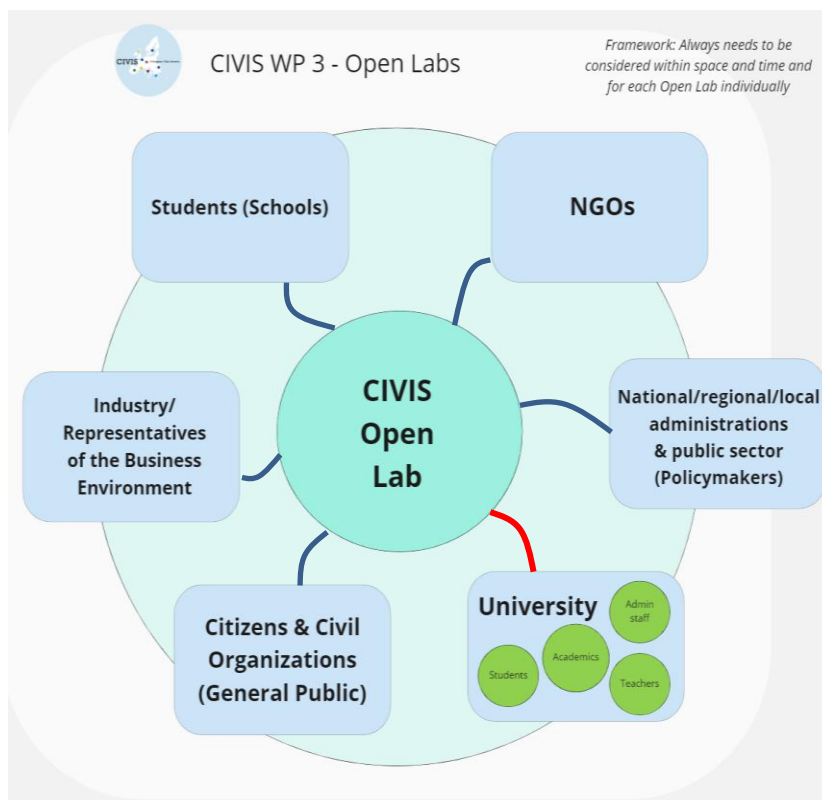 CIVIS
CIVIS WP 3 - Open Labs
Framework: Always needs to be
considered within space and time and
for each Open Lab individually
Students (Schools)
NGOs
Industry/
Representatives
of the Business
Environment
CIVIS
Open
Lab
National/regional/local
administrations
& public sector
(Policymakers)
Citizens & Civil
Organizations
(General Public)
University
Admin
staff
Academics
Students
Teachers